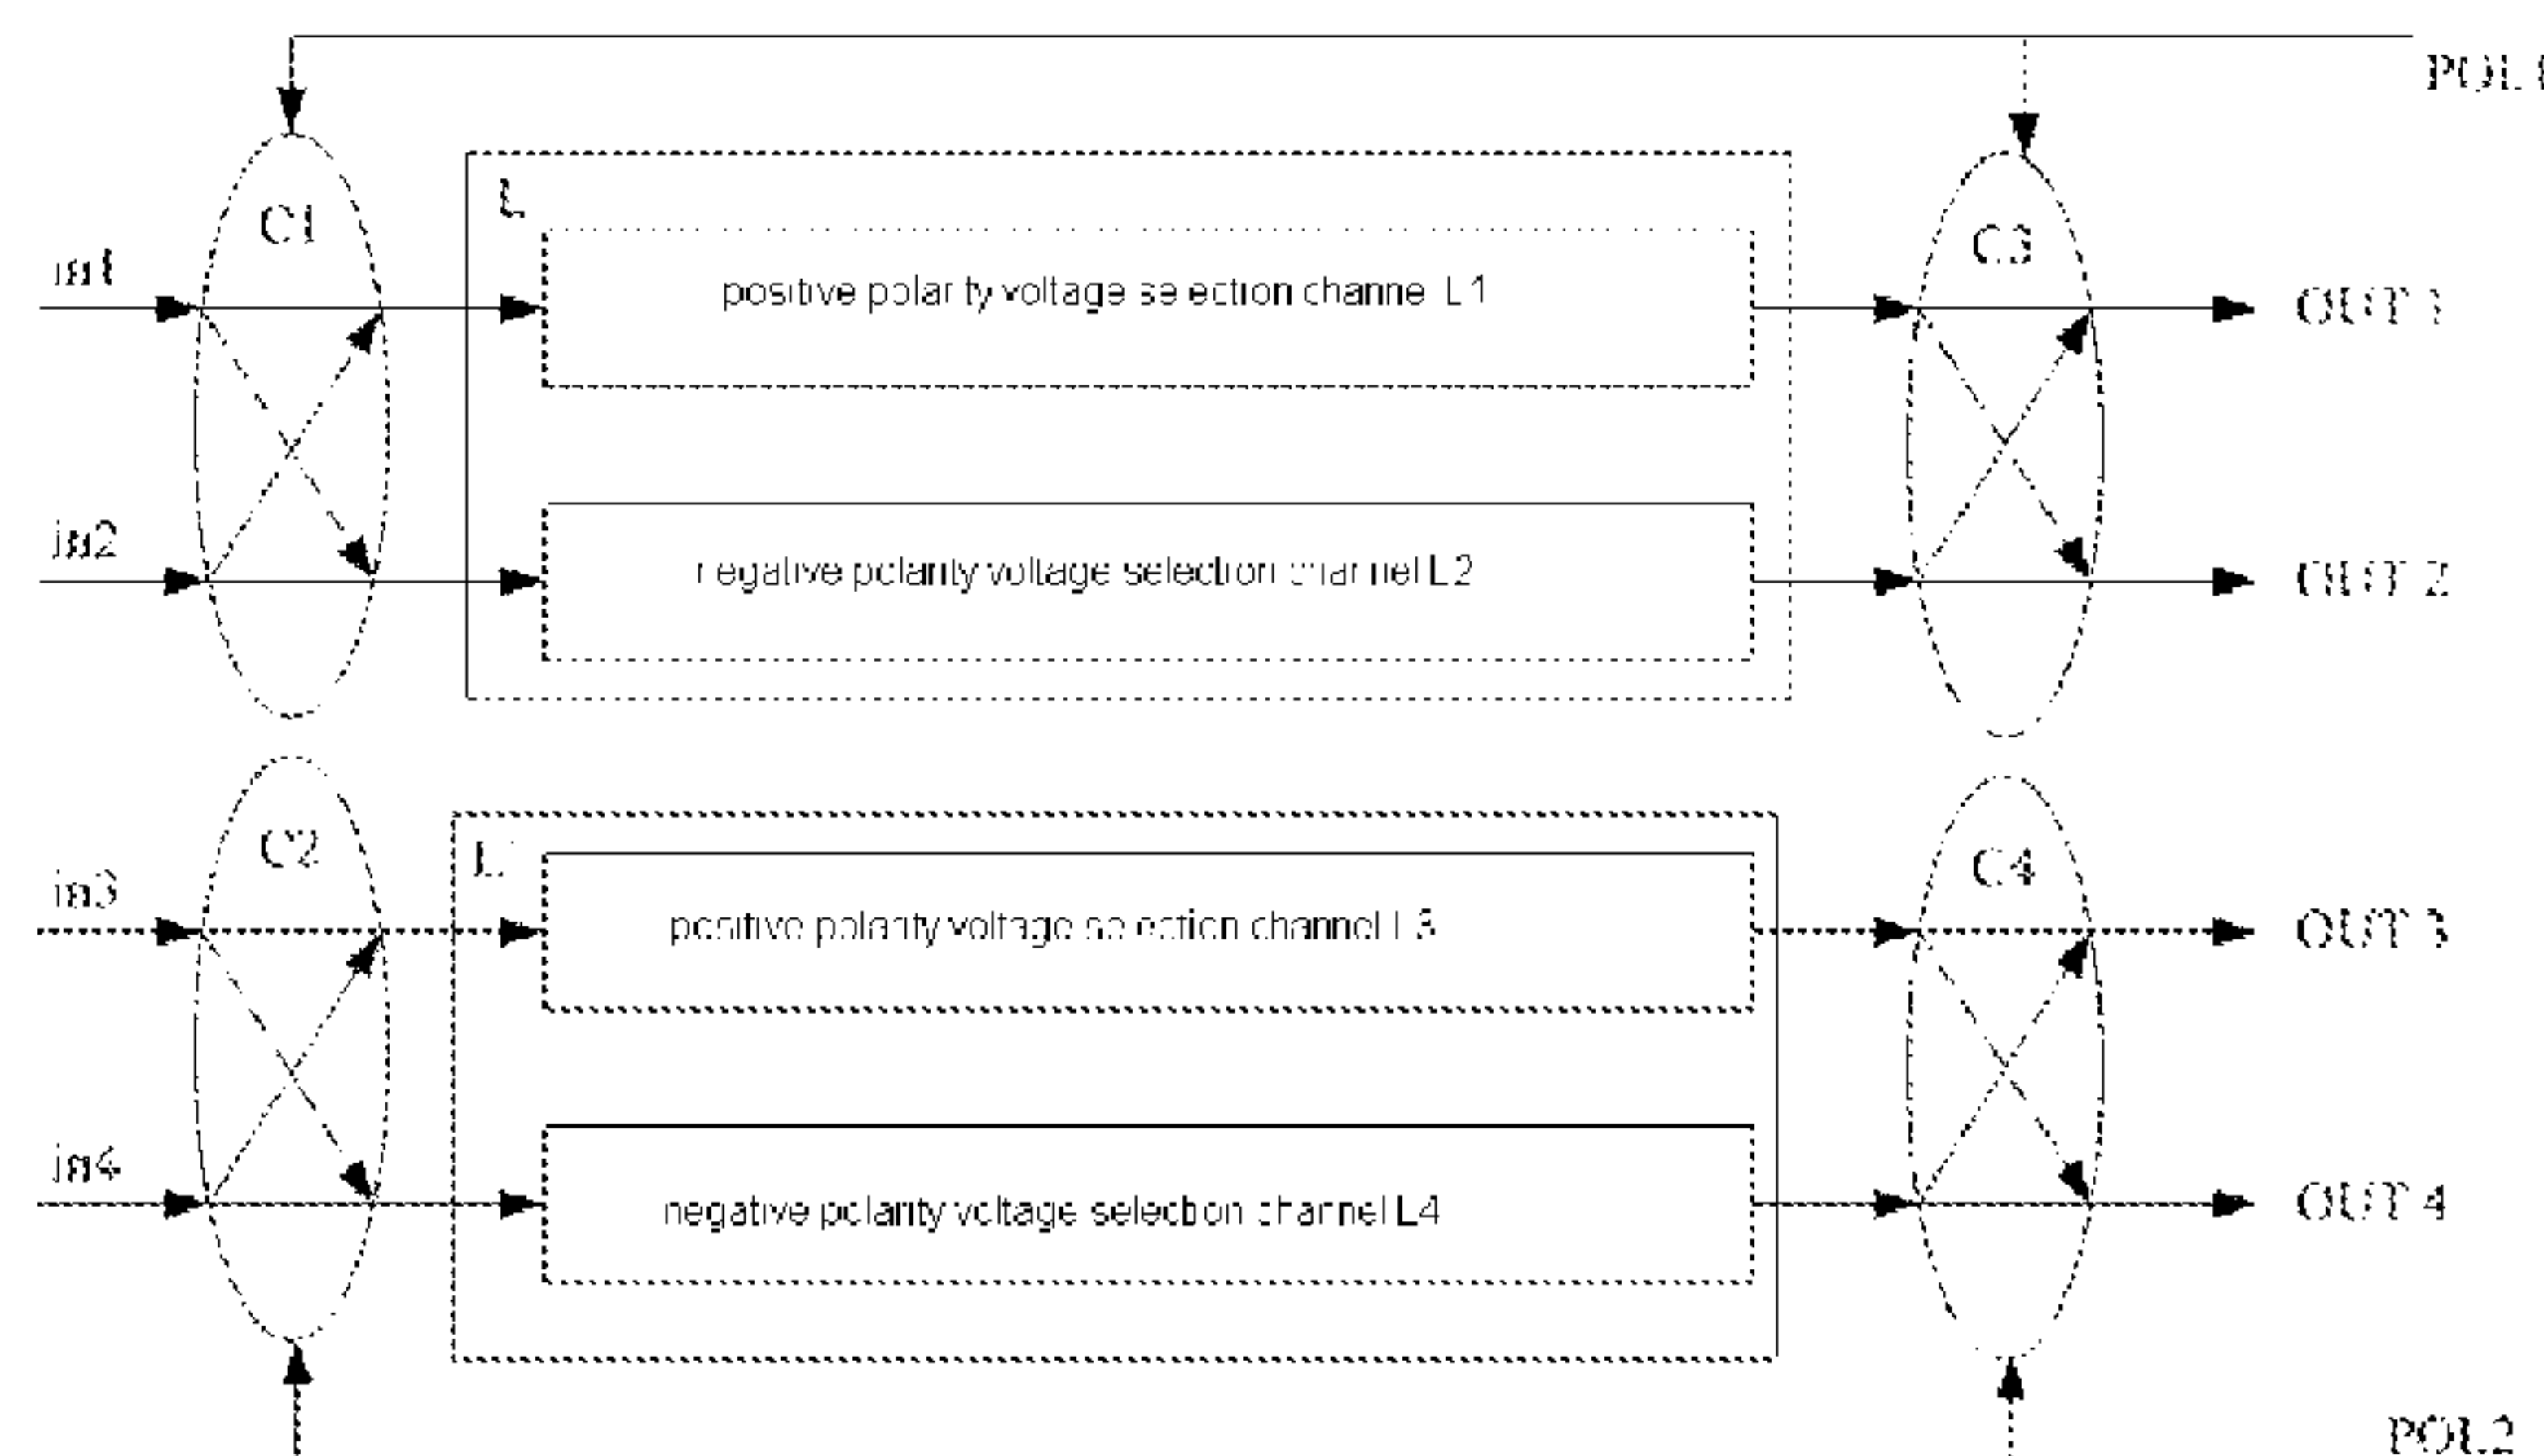 POL1
C1
L
C3
in1
positive polarity voltage selection channel L1
OUT 1
in2
negative polarity voltage selection channel L2
OUT 2
C2
L'
C4
in3
positive polarity voltage selection channel L3
OUT 3
in4
negative polarity voltage selection channel L4
OUT 4
POL2